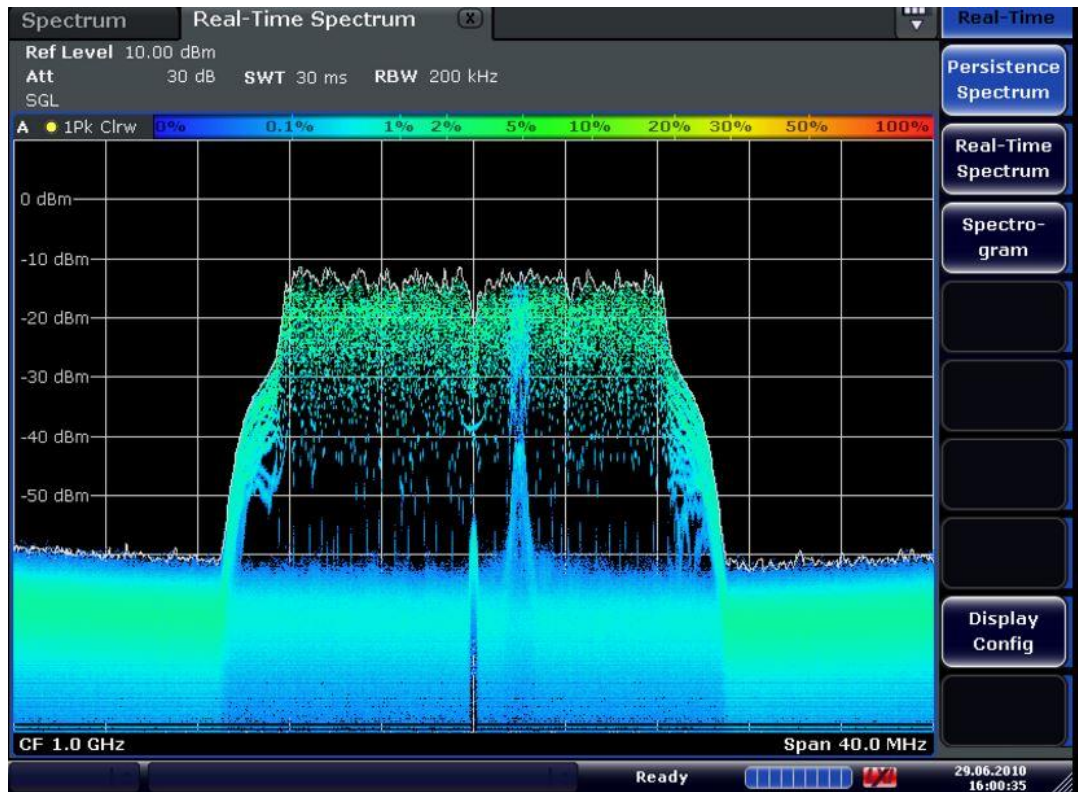 Spectrum
Real-Time Spectrum
X
Real-Time
Ref Level 10.00 dBm
Att 30 dB SWT 30 ms RBW 200 kHz
SGL
A 1Pk Clrw 0% 0.1% 1% 2% 5% 10% 20% 30% 50% 100%
0 dBm
-10 dBm
-20 dBm
-30 dBm
-40 dBm
-50 dBm
CF 1.0 GHz
Span 40.0 MHz
Persistence
Spectrum
Real-Time
Spectrum
Spectro-
gram
Display
Config
Ready
29.06.2010
16:00:35